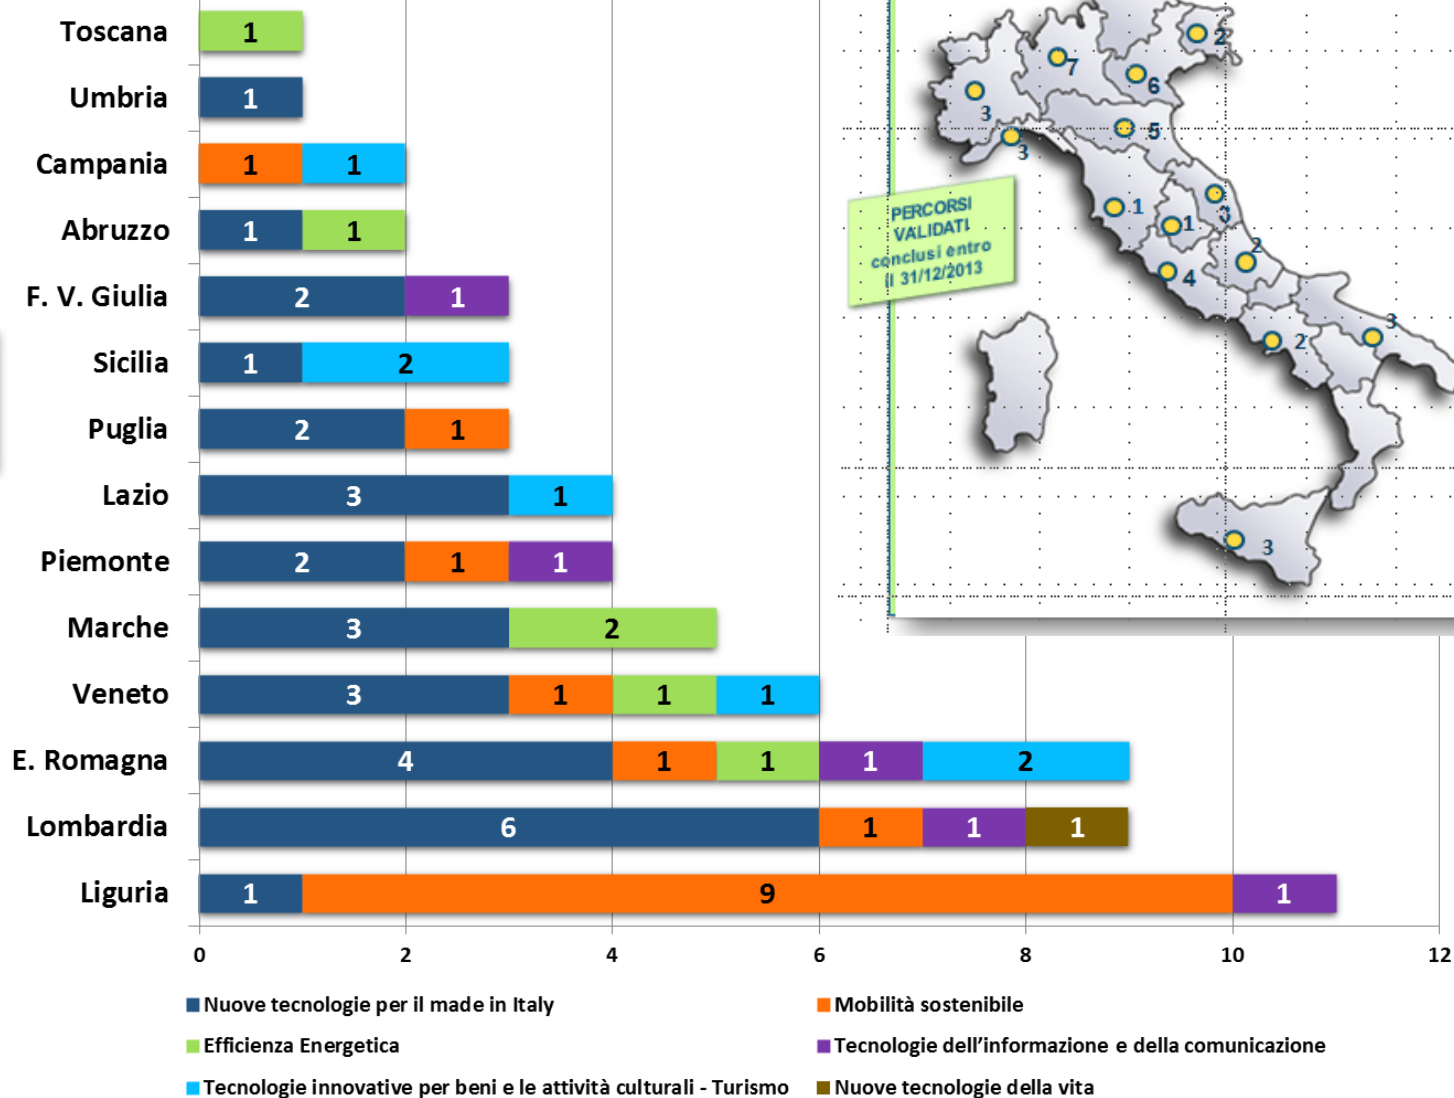 Toscana 1
Umbria 1
Campania 1 1
Abruzzo 1 1
F. V. Giulia 2 1
Sicilia 1 2
Puglia 2 1
Lazio 3 1
Piemonte 2 1 1
Marche 3 2
Veneto 3 1 1 1
E. Romagna 4 1 1 1 2
Lombardia 6 1 1 1
Liguria 1 9 1
0 2 4 6 8 10 12
Nuove tecnologie per il made in Italy
Mobilità sostenibile
Efficienza Energetica
Tecnologie dell'informazione e della comunicazione
Tecnologie innovative per beni e le attività culturali - Turismo
Nuove tecnologie della vita
2
7
6
3
5
3
1
1
2
4
3
2
3
PERCORSI
VALIDATI
conclusi entro
il 31/12/2013